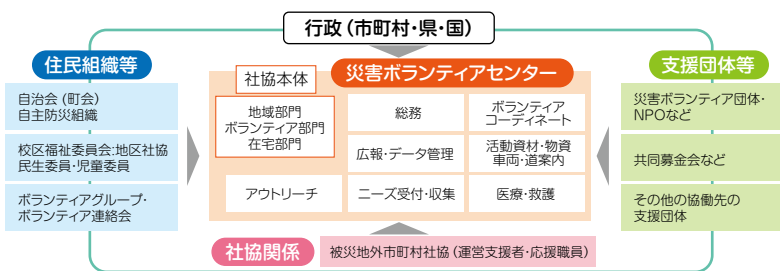 行政（市町村・県・国）
住民組織等
自治会（町会）
自主防災組織
校区福祉委員会:地区社協
民生委員・児童委員
ボランティアグループ・
ボランティア連絡会
社協本体
災害ボランティアセンター
地域部門
ボランティア部門
在宅部門
総務
ボランティア
コーディネート
広報・データ管理
活動資材・物資
車両・道案内
アウトリーチ
ニーズ受付・収集
医療・救護
支援団体等
災害ボランティア団体・
NPOなど
共同募金会など
その他の協働先の
支援団体
社協関係
被災地外市町村社協（運営支援者・応援職員）